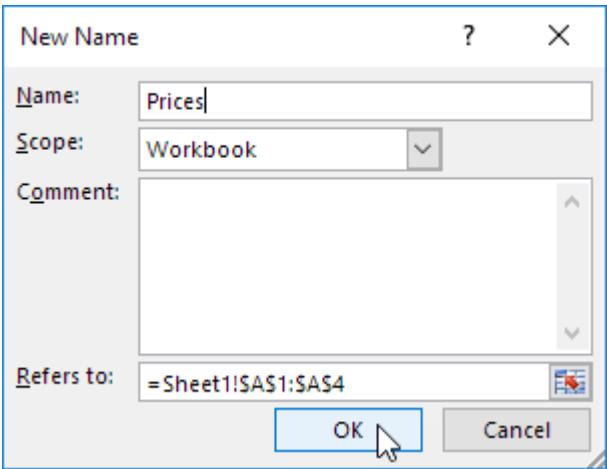 New Name ? ×
Name: Prices
Scope: Workbook
Comment:
Refers to: =Sheet1!$A$1:$A$4
OK Cancel